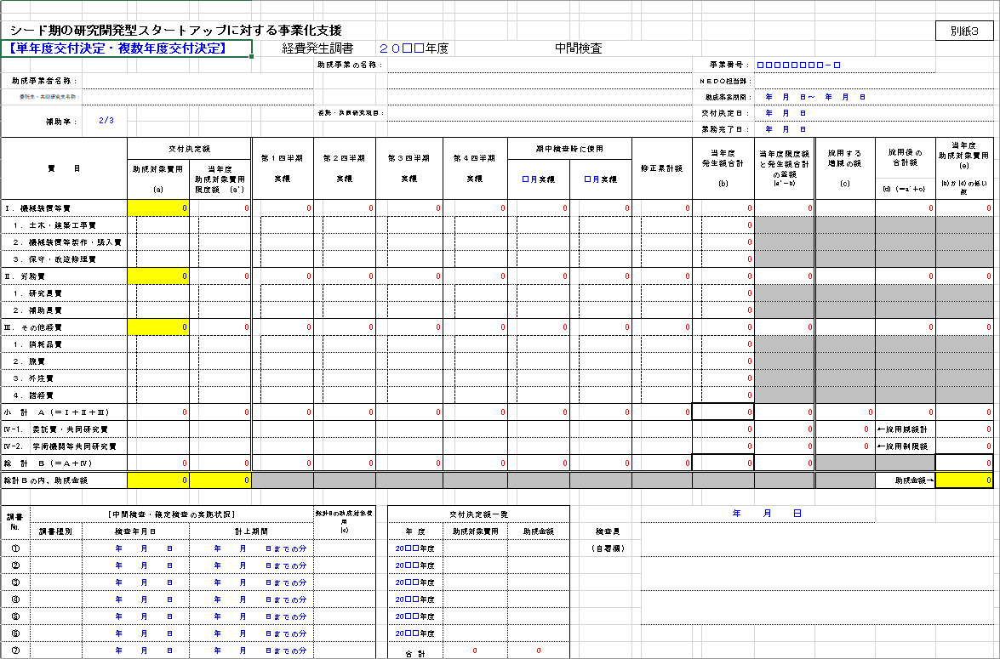 シード期の研究開発型スタートアップに対する事業化支援
別紙3
【単年度交付決定・複数年度交付決定】 経費発生調書 20□□年度 中間検査
助成事業の名称： 事業番号： □□□□□□□□-□
助成事業者名称： NEDO担当部：
委託先・共同研究先名称： 助成事業期間： 年 月 日～ 年 月 日
委託・共同研究項目： 交付決定日： 年 月 日
補助率： 2/3
業務完了日： 年 月 日
費 目
交付決定額
助成対象費用
(a)
当年度
助成対象費用
限度額 (a')
第1四半期
実績
第2四半期
実績
第3四半期
実績
第4四半期
実績
期中検査時に使用
□月実績 □月実績
修正累計額
当年度
発生額合計
(b)
当年度限度額
と発生額合計
の差額
(a'-b)
流用する
増減の額
(c)
流用後の
合計額
(d) (=a'+c)
当年度
助成対象費用
(e)
(b)か(d)の低い
額
Ⅰ. 機械装置等費 0 0 0 0 0 0 0 0 0 0 0 0 0
1. 土木・建築工事費 0
2. 機械装置等製作・購入費 0
3. 保守・改造修理費 0
Ⅱ. 労務費 0 0 0 0 0 0 0 0 0 0 0 0 0
1. 研究員費 0
2. 補助員費 0
Ⅲ. その他経費 0 0 0 0 0 0 0 0 0 0 0 0 0
1. 消耗品費 0
2. 旅費 0
3. 外注費 0
4. 諸経費 0
小 計 A（＝Ⅰ＋Ⅱ＋Ⅲ） 0 0 0 0 0 0 0 0 0 0 0 0 0 0
Ⅳ-1. 委託費・共同研究費 0 0 0 ←流用減額計 0
Ⅳ-2. 学術機関等共同研究費 0 0 0 ←流用制限額 0
総 計 B（＝A＋Ⅳ） 0 0 0 0 0 0 0 0 0 0 0 0
総計Bの内、助成金額 0 0 助成金額→ 0
調書
No.
[中間検査・確定検査の実施状況]
調書種別 検査年月日 計上期間
総計Bの助成対象費
用
(e)
交付決定額一覧
年 度 助成対象費用 助成金額
年 月 日
検査員
(自署欄)
① 年 月 日 年 月 日までの分 20□□年度
② 年 月 日 年 月 日までの分 20□□年度
③ 年 月 日 年 月 日までの分 20□□年度
④ 年 月 日 年 月 日までの分 20□□年度
⑤ 年 月 日 年 月 日までの分 20□□年度
⑥ 年 月 日 年 月 日までの分 20□□年度
⑦ 年 月 日 年 月 日までの分 合 計 0 0